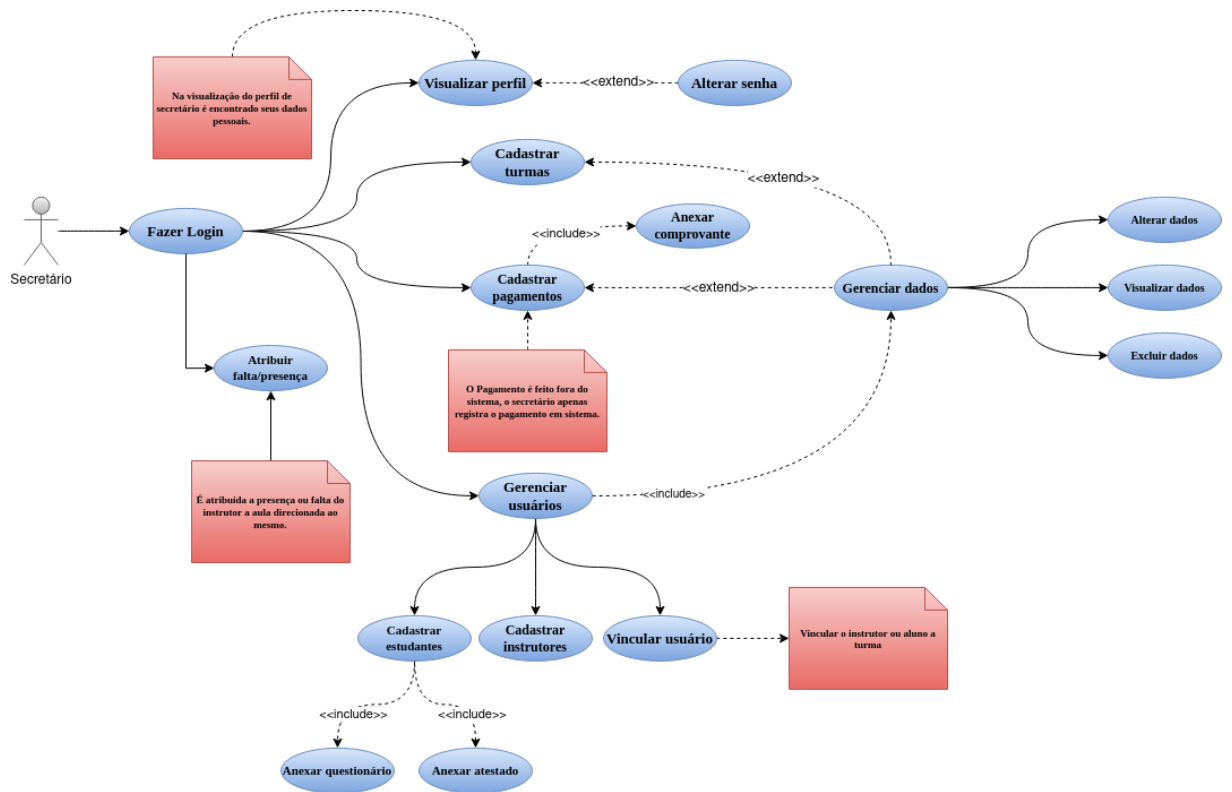 Na visualização do perfil de
secretário é encontrado seus dados
pessoais.
Visualizar perfil
<<extend>>
Alterar senha
Cadastrar
turmas
<<extend>>
Secretário
Fazer Login
Anexar
comprovante
<<include>>
Alterar dados
Cadastrar
pagamentos
<<extend>>
Gerenciar dados
Visualizar dados
Excluir dados
Atribuir
falta/presença
O Pagamento é feito fora do
sistema, o secretário apenas
registra o pagamento em sistema.
É atribuída a presença ou falta do
instrutor a aula direcionada ao
mesmo.
Gerenciar
usuários
<<include>>
Cadastrar
estudantes
Cadastrar
instrutores
Vincular usuário
Vincular o instrutor ou aluno a
turma
<<include>>
<<include>>
Anexar questionário
Anexar atestado